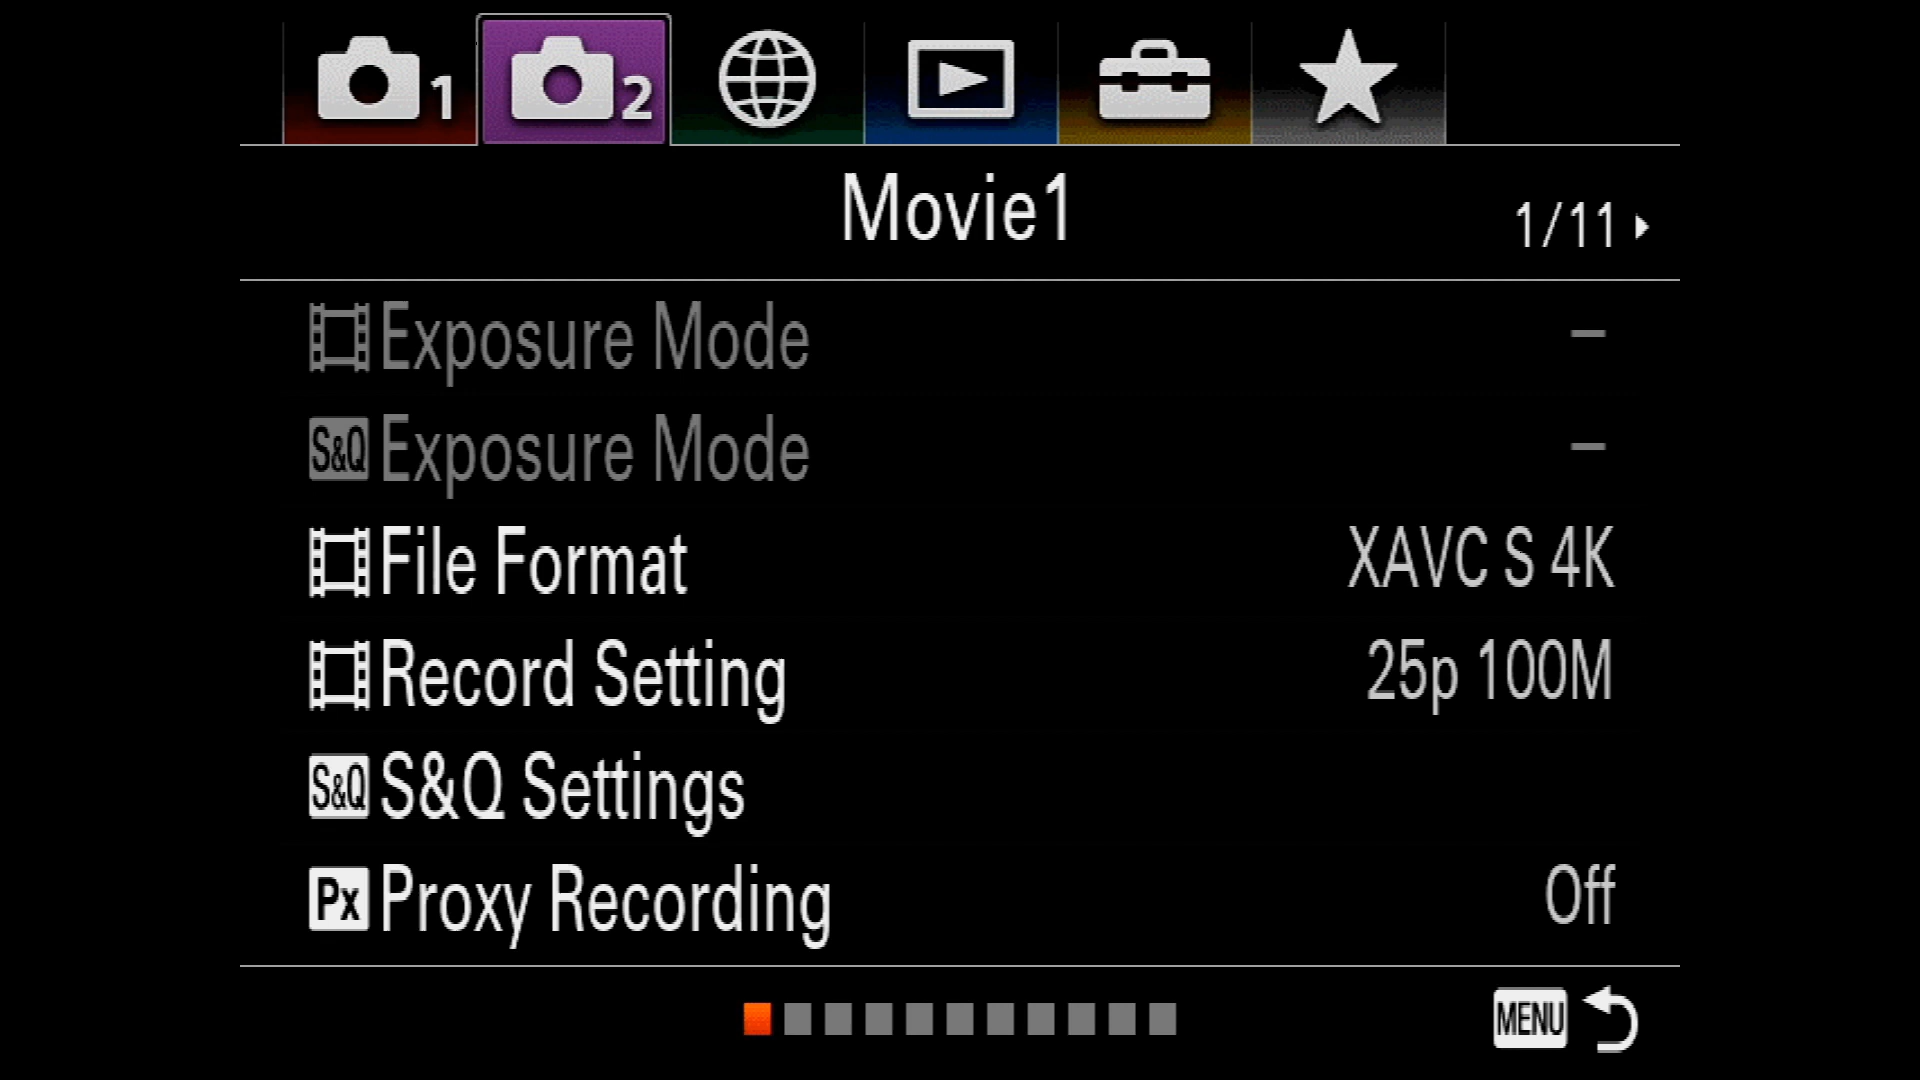 1 2
Movie1 1/11
Exposure Mode –
S&Q Exposure Mode –
File Format XAVC S 4K
Record Setting 25p 100M
S&Q S&Q Settings
Px Proxy Recording Off
MENU